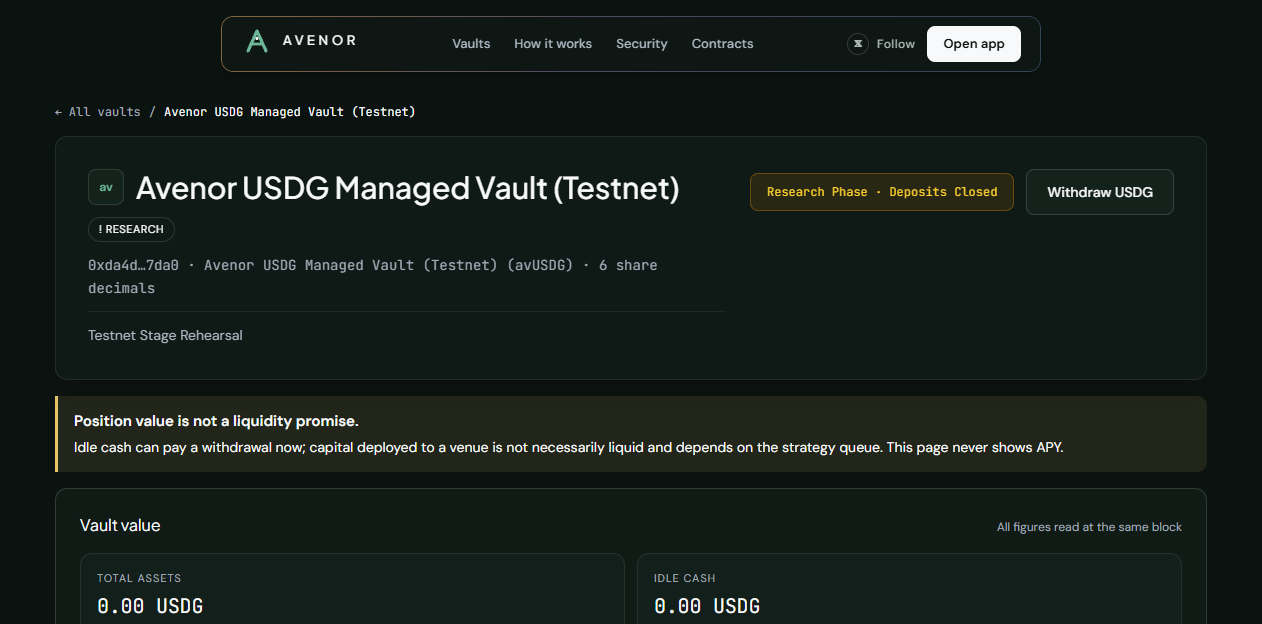 AVENOR
Vaults
How it works
Security
Contracts
Follow
Open app
← All vaults / Avenor USDG Managed Vault (Testnet)
av
Avenor USDG Managed Vault (Testnet)
Research Phase · Deposits Closed
Withdraw USDG
! RESEARCH
0xda4d…7da0 · Avenor USDG Managed Vault (Testnet) (avUSDG) · 6 share
decimals
Testnet Stage Rehearsal
Position value is not a liquidity promise.
Idle cash can pay a withdrawal now; capital deployed to a venue is not necessarily liquid and depends on the strategy queue. This page never shows APY.
Vault value
All figures read at the same block
TOTAL ASSETS
0.00 USDG
IDLE CASH
0.00 USDG